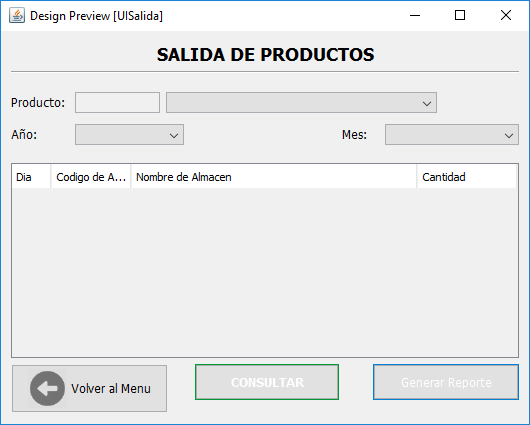 Design Preview [UISalida]
SALIDA DE PRODUCTOS
Producto:
Año: Mes:
Dia Codigo de A... Nombre de Almacen Cantidad
Volver al Menu CONSULTAR Generar Reporte